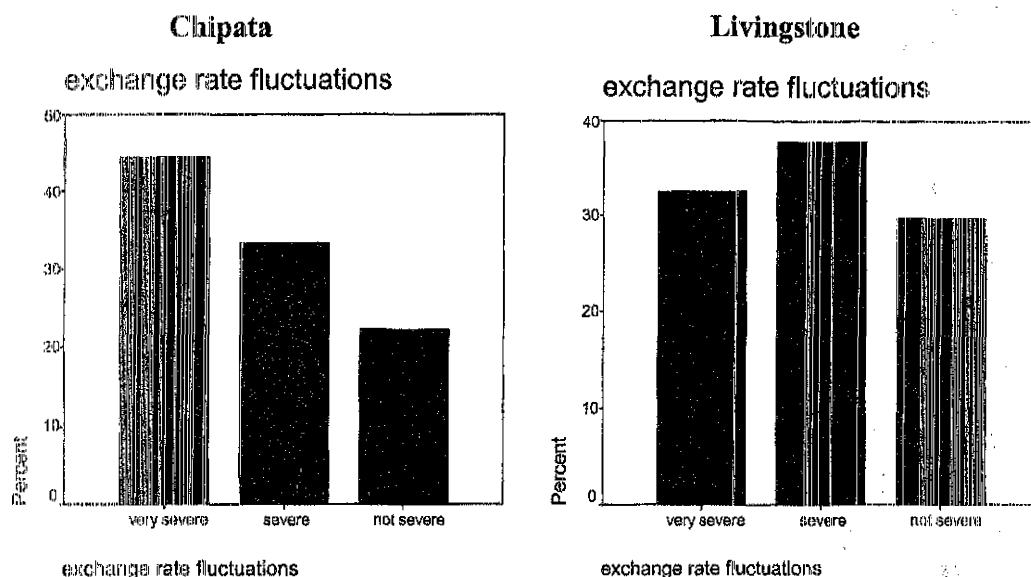 Chipata
exchange rate fluctuations
50
40
30
20
10
0
Percent
very severe
severe
not severe
exchange rate fluctuations
Livingstone
exchange rate fluctuations
40
30
20
10
0
Percent
very severe
severe
not severe
exchange rate fluctuations